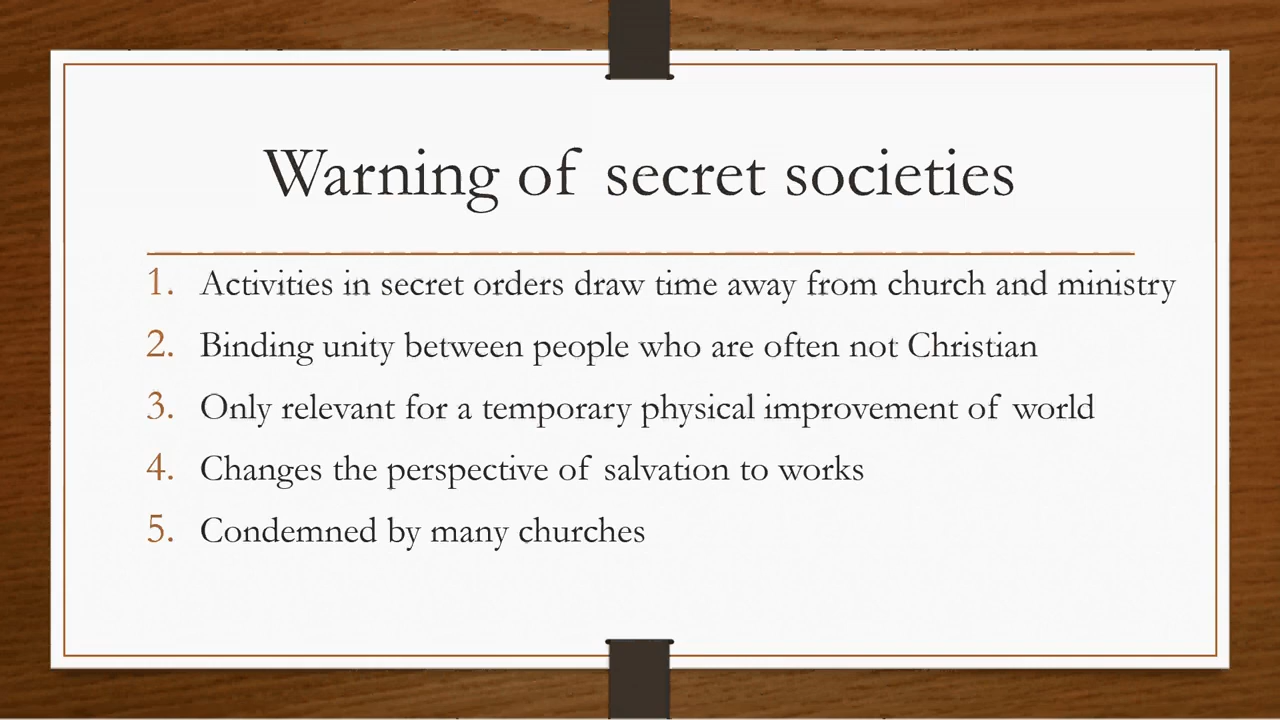 Warning of secret societies
1. Activities in secret orders draw time away from church and ministry
2. Binding unity between people who are often not Christian
3. Only relevant for a temporary physical improvement of world
4. Changes the perspective of salvation to works
5. Condemned by many churches